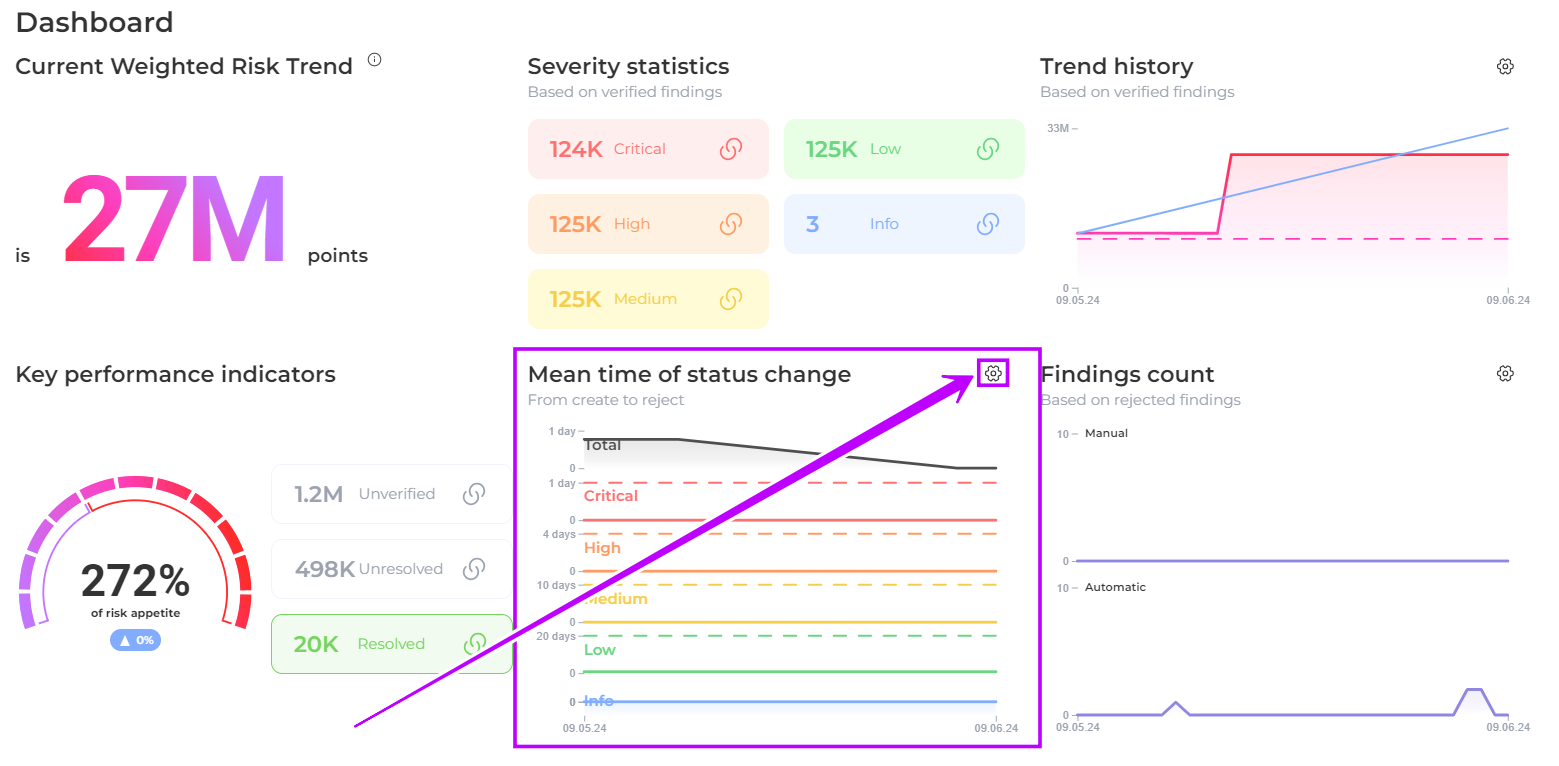 Dashboard
Current Weighted Risk Trend
is 27M points
Severity statistics
Based on verified findings
124K Critical
125K Low
125K High
3 Info
125K Medium
Trend history
Based on verified findings
33M
0
09.05.24 09.06.24
Key performance indicators
272%
of risk appetite
0%
1.2M Unverified
498K Unresolved
20K Resolved
Mean time of status change
From create to reject
1 day
Total
0
1 day
Critical
0
4 days
High
0
10 days
Medium
0
20 days
Low
0
0 Info
09.05.24 09.06.24
Findings count
Based on rejected findings
10 Manual
0
10 Automatic
0
09.05.24 09.06.24